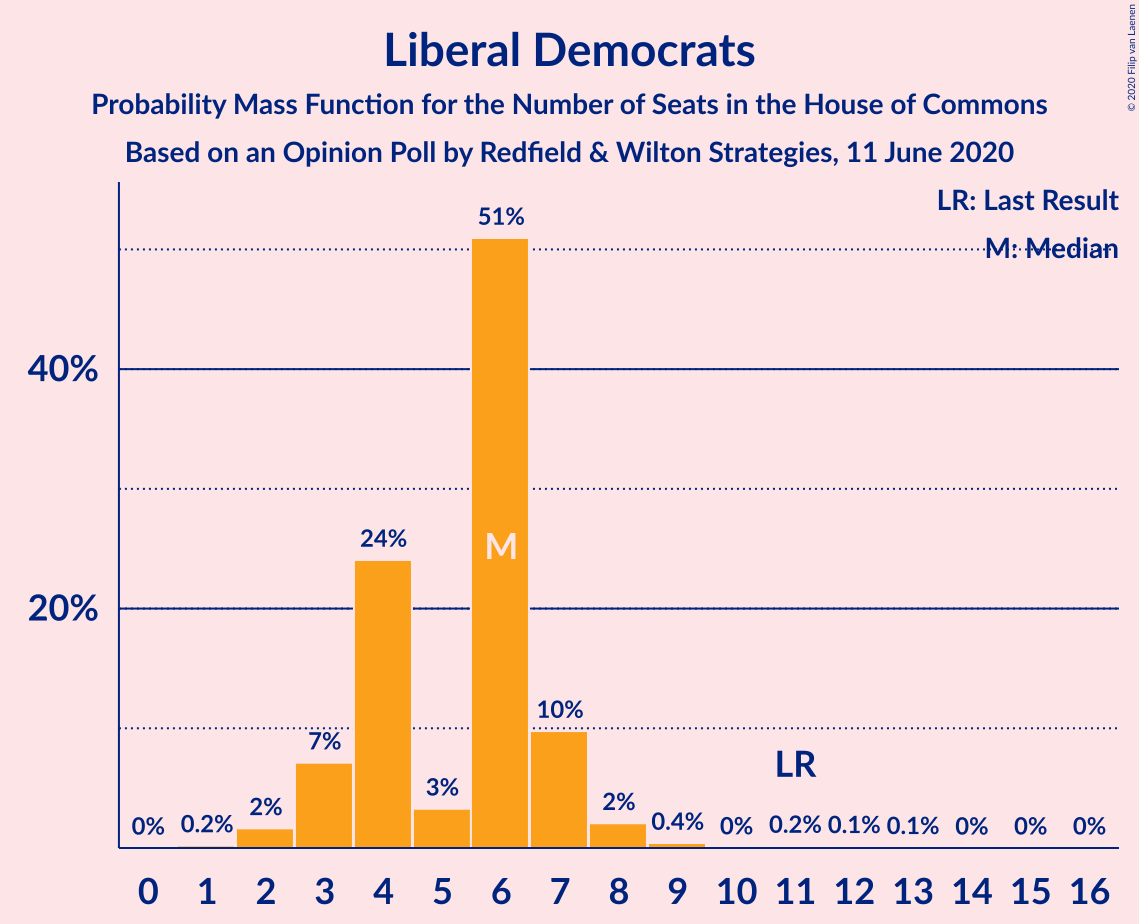 Liberal Democrats
Probability Mass Function for the Number of Seats in the House of Commons
Based on an Opinion Poll by Redfield & Wilton Strategies, 11 June 2020
© 2020 Filip van Laenen
LR: Last Result
M: Median
51%
40%
24%
M
20%
10%
7%
LR
3%
2%
2%
0% 0.2% 0.4% 0% 0.2% 0.1% 0.1% 0% 0% 0%
0 1 2 3 4 5 6 7 8 9 10 11 12 13 14 15 16